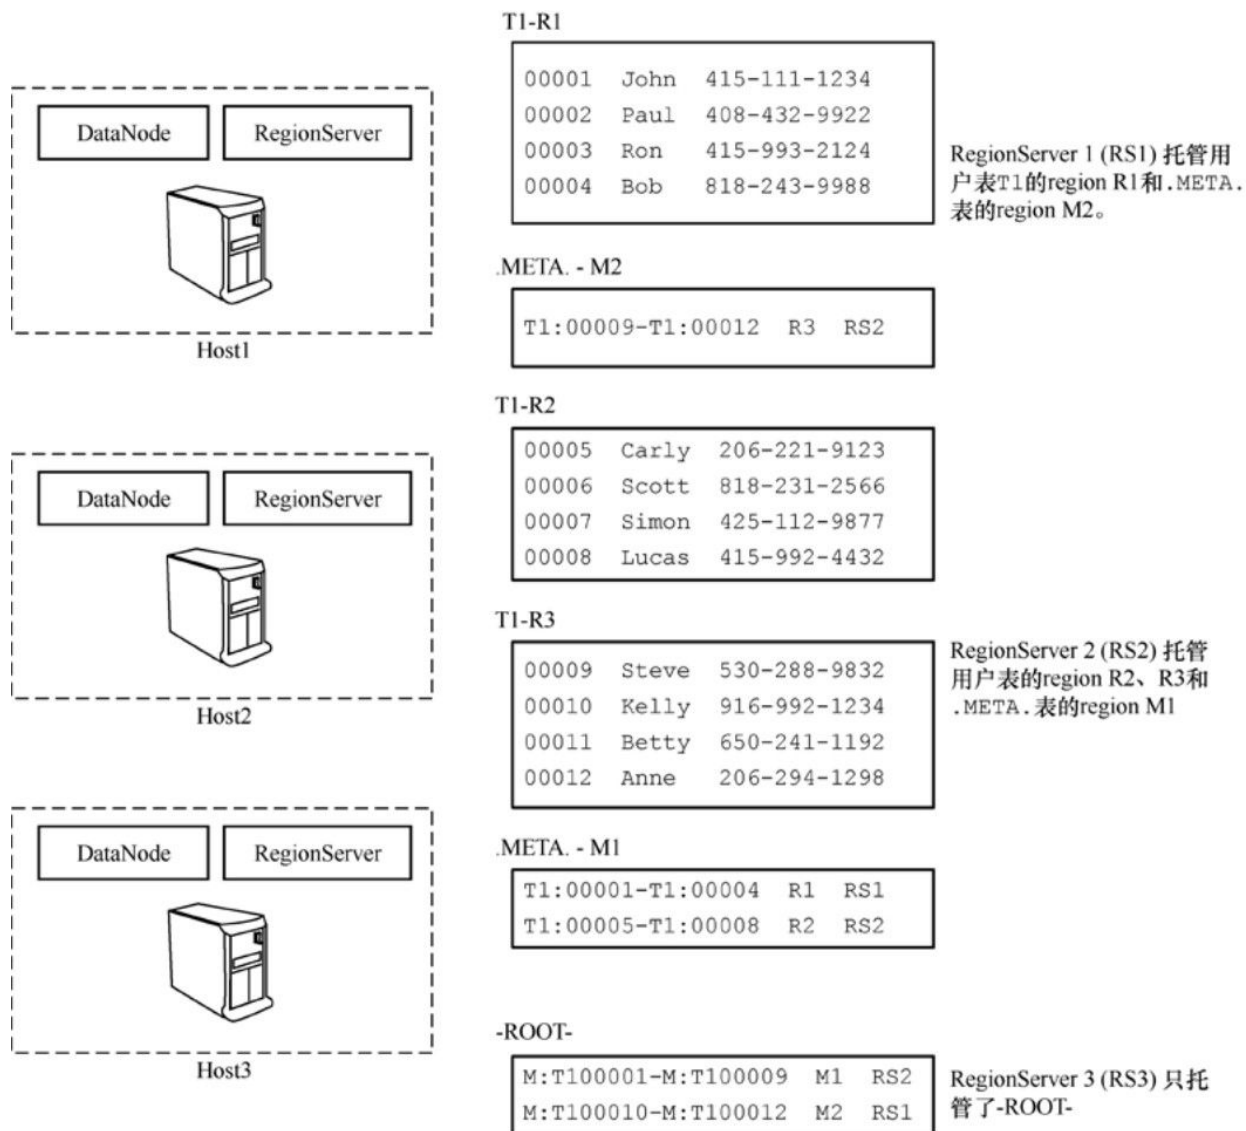 T1-R1
00001 John 415-111-1234
00002 Paul 408-432-9922
00003 Ron 415-993-2124
00004 Bob 818-243-9988
DataNode
RegionServer
Host1
RegionServer 1 (RS1) 托管用
户表T1的region R1和.META.
表的region M2。
.META. - M2
T1:00009-T1:00012 R3 RS2
T1-R2
00005 Carly 206-221-9123
00006 Scott 818-231-2566
00007 Simon 425-112-9877
00008 Lucas 415-992-4432
DataNode
RegionServer
Host2
T1-R3
00009 Steve 530-288-9832
00010 Kelly 916-992-1234
00011 Betty 650-241-1192
00012 Anne 206-294-1298
RegionServer 2 (RS2) 托管
用户表的region R2、R3和
.META.表的region M1
DataNode
RegionServer
Host3
.META. - M1
T1:00001-T1:00004 R1 RS1
T1:00005-T1:00008 R2 RS2
-ROOT-
M:T100001-M:T100009 M1 RS2
M:T100010-M:T100012 M2 RS1
RegionServer 3 (RS3) 只托
管了-ROOT-